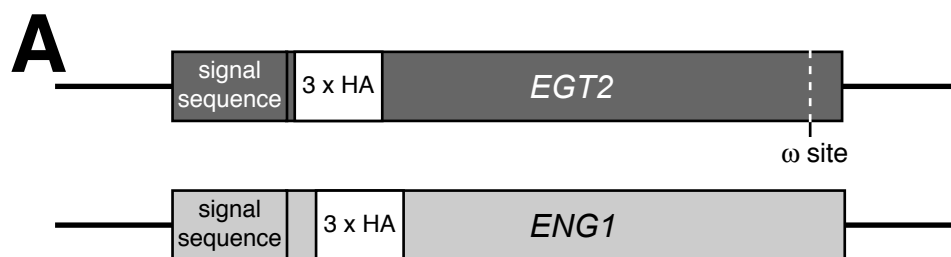 A
signal
sequence
3 x HA
EGT2
ω site
signal
sequence
3 x HA
ENG1